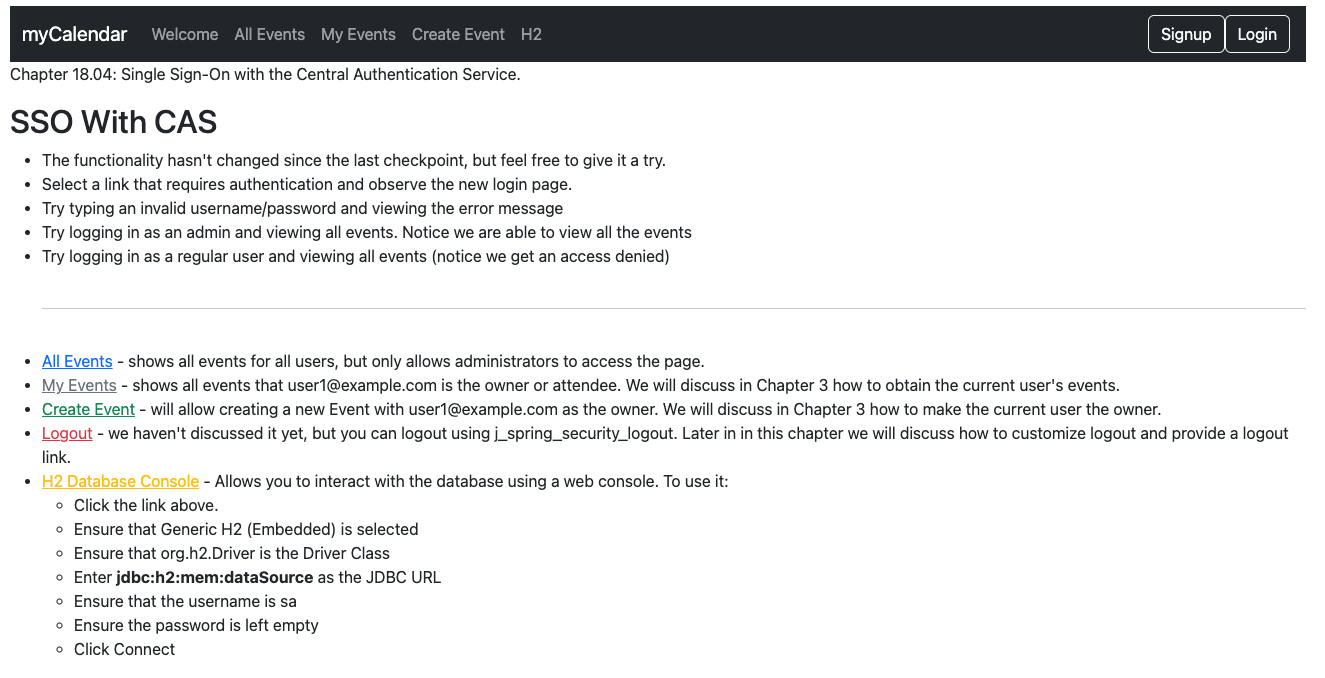 myCalendar Welcome All Events My Events Create Event H2 Signup Login
Chapter 18.04: Single Sign-On with the Central Authentication Service.
SSO With CAS
The functionality hasn't changed since the last checkpoint, but feel free to give it a try.
Select a link that requires authentication and observe the new login page.
Try typing an invalid username/password and viewing the error message
Try logging in as an admin and viewing all events. Notice we are able to view all the events
Try logging in as a regular user and viewing all events (notice we get an access denied)
All Events - shows all events for all users, but only allows administrators to access the page.
My Events - shows all events that user1@example.com is the owner or attendee. We will discuss in Chapter 3 how to obtain the current user's events.
Create Event - will allow creating a new Event with user1@example.com as the owner. We will discuss in Chapter 3 how to make the current user the owner.
Logout - we haven't discussed it yet, but you can logout using j_spring_security_logout. Later in in this chapter we will discuss how to customize logout and provide a logout
link.
H2 Database Console - Allows you to interact with the database using a web console. To use it:
Click the link above.
Ensure that Generic H2 (Embedded) is selected
Ensure that org.h2.Driver is the Driver Class
Enter jdbc:h2:mem:dataSource as the JDBC URL
Ensure that the username is sa
Ensure the password is left empty
Click Connect